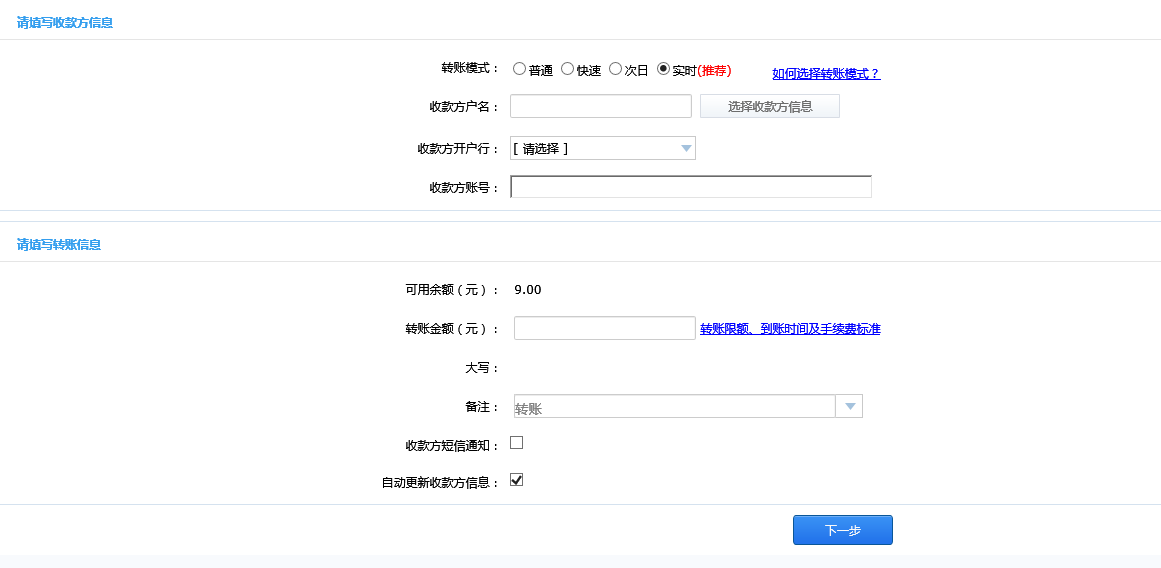 请填写收款方信息
转账模式： 普通 快速 次日 实时(推荐) 如何选择转账模式？
收款方户名： 选择收款方信息
收款方开户行： [ 请选择 ]
收款方账号：
请填写转账信息
可用余额（元）： 9.00
转账金额（元）： 转账限额、到账时间及手续费标准
大写：
备注： 转账
收款方短信通知：
自动更新收款方信息：
下一步